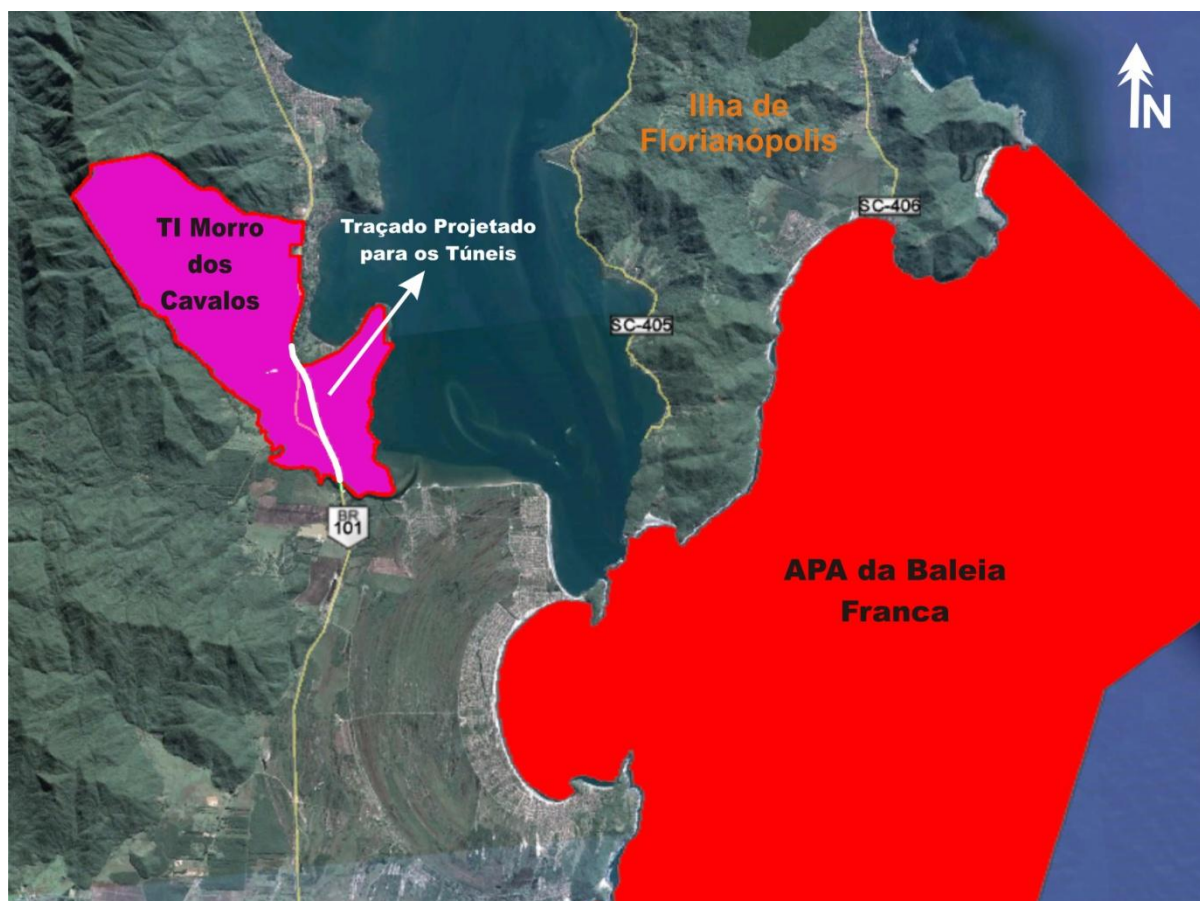 Ilha de
Florianópolis
N
SC-406
TI Morro
dos
Cavalos
Traçado Projetado
para os Túneis
SC-405
BR
101
APA da Baleia
Franca